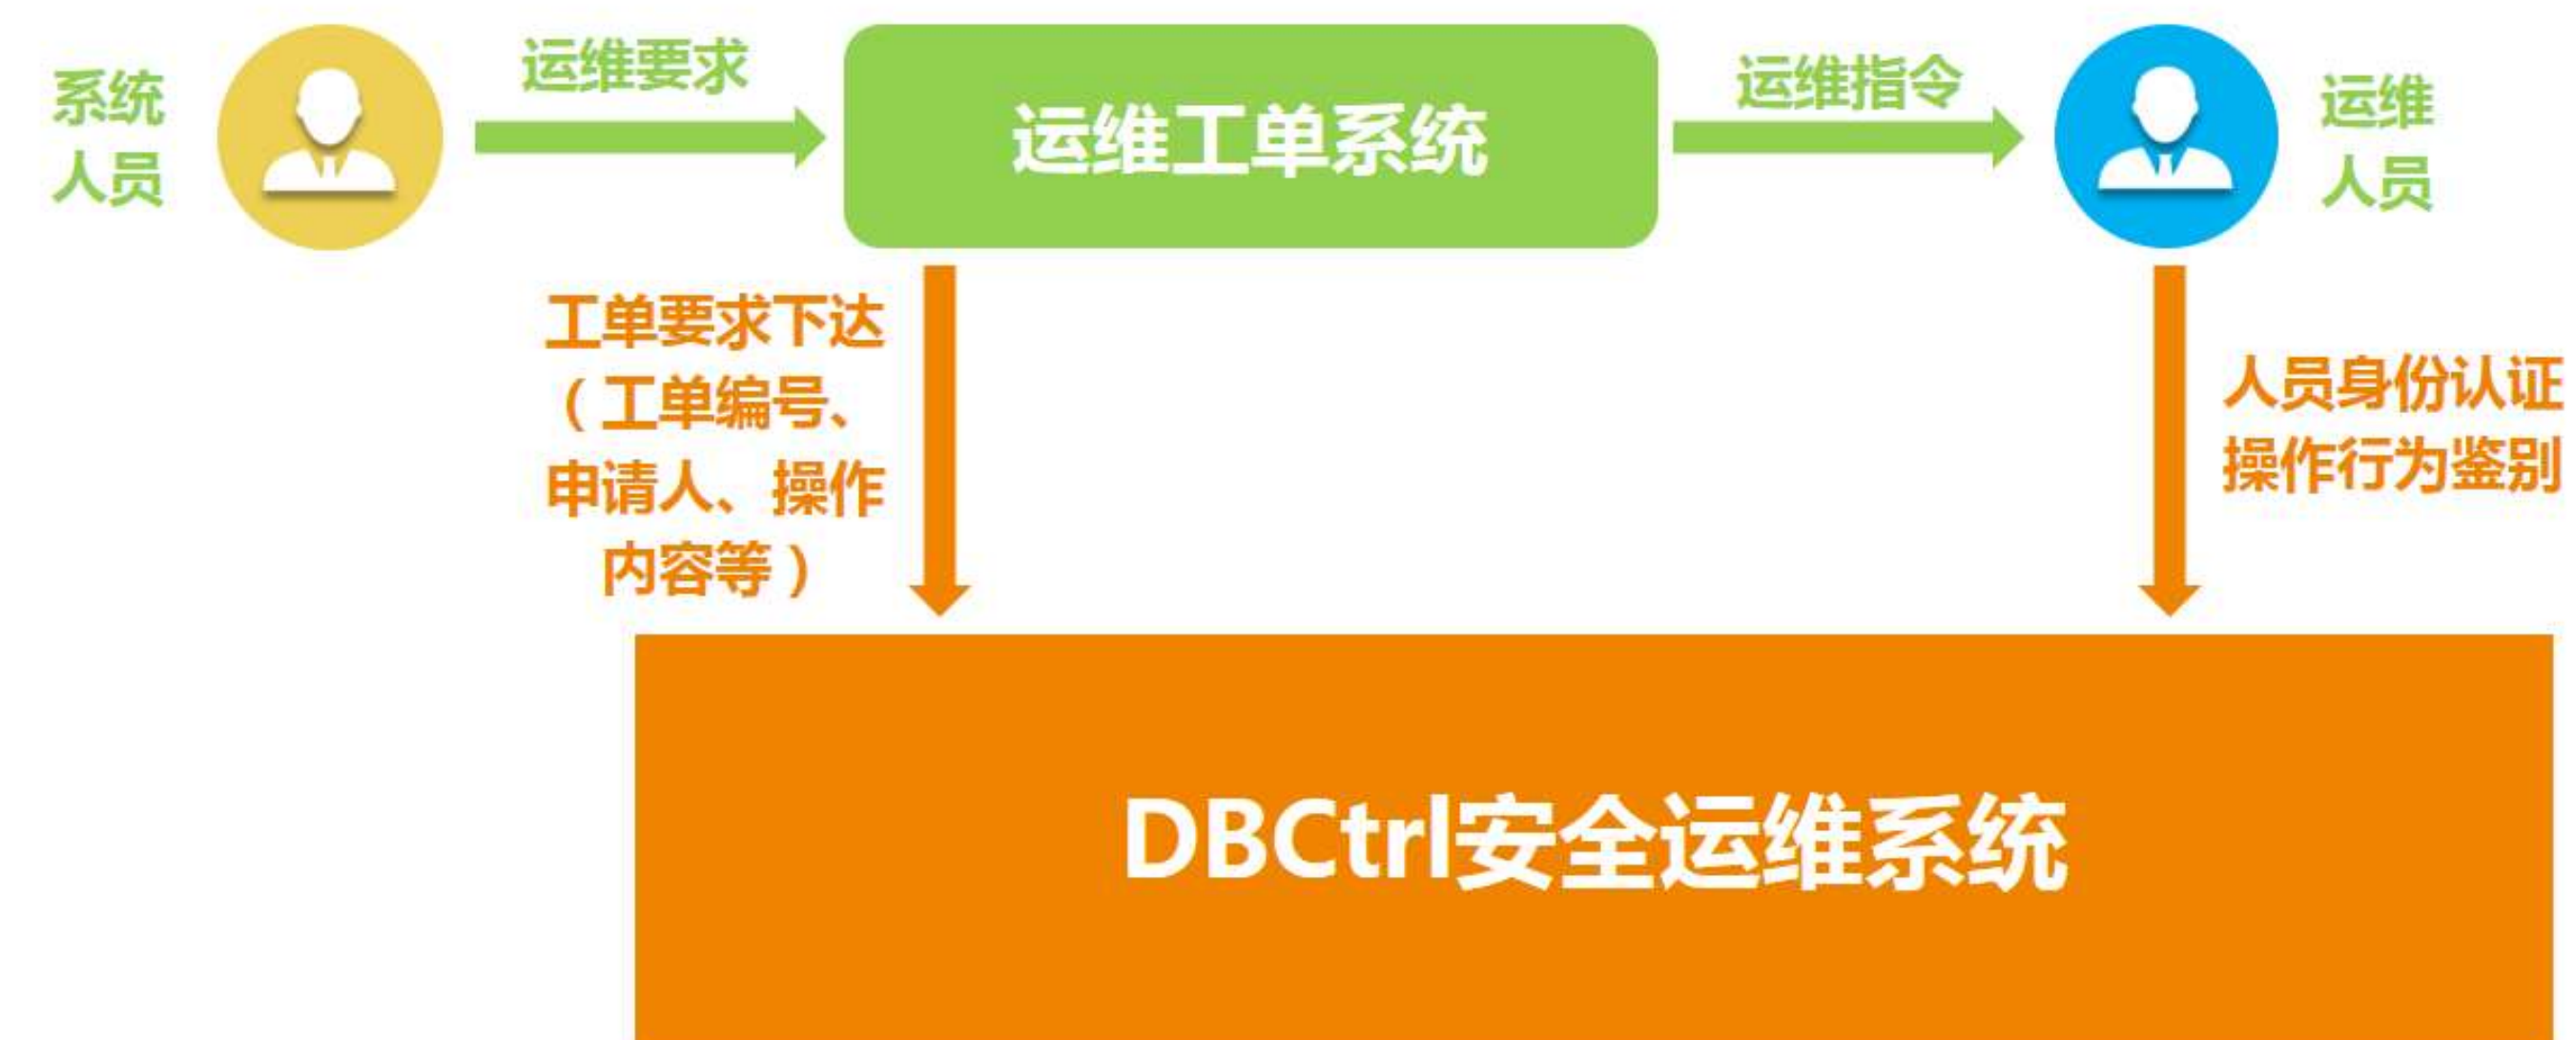 系统
人员
运维要求
运维工单系统
运维指令
运维
人员
工单要求下达
（工单编号、
申请人、操作
内容等）
人员身份认证
操作行为鉴别
DBCtrl安全运维系统